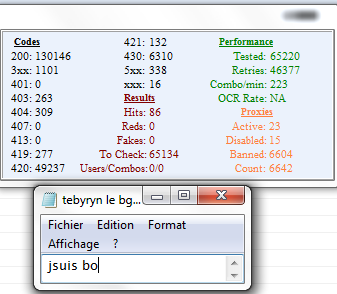 Codes 421: 132 Performance
200: 130146 430: 6310 Tested: 65220
3xx: 1101 5xx: 338 Retries: 46377
401: 0 xxx: 16 Combo/min: 223
403: 263 Results OCR Rate: NA
404: 309 Hits: 86 Proxies
407: 0 Reds: 0 Active: 23
413: 0 Fakes: 0 Disabled: 15
419: 277 To Check: 65134 Banned: 6604
420: 49237 Users/Combos: 0/0 Count: 6642
tebyryn le bg...
Fichier Edition Format
Affichage ?
jsuis bo